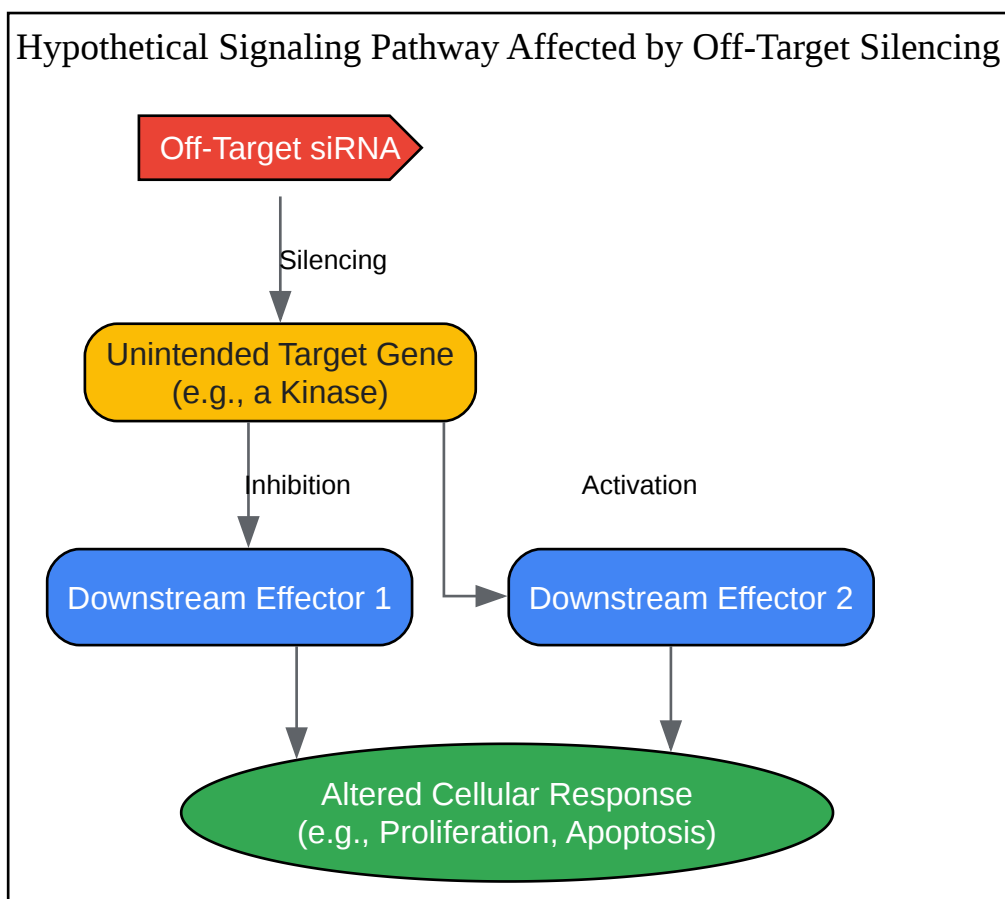 Hypothetical Signaling Pathway Affected by Off-Target Silencing
Off-Target siRNA
Silencing
Unintended Target Gene
(e.g., a Kinase)
Inhibition
Activation
Downstream Effector 1
Downstream Effector 2
Altered Cellular Response
(e.g., Proliferation, Apoptosis)